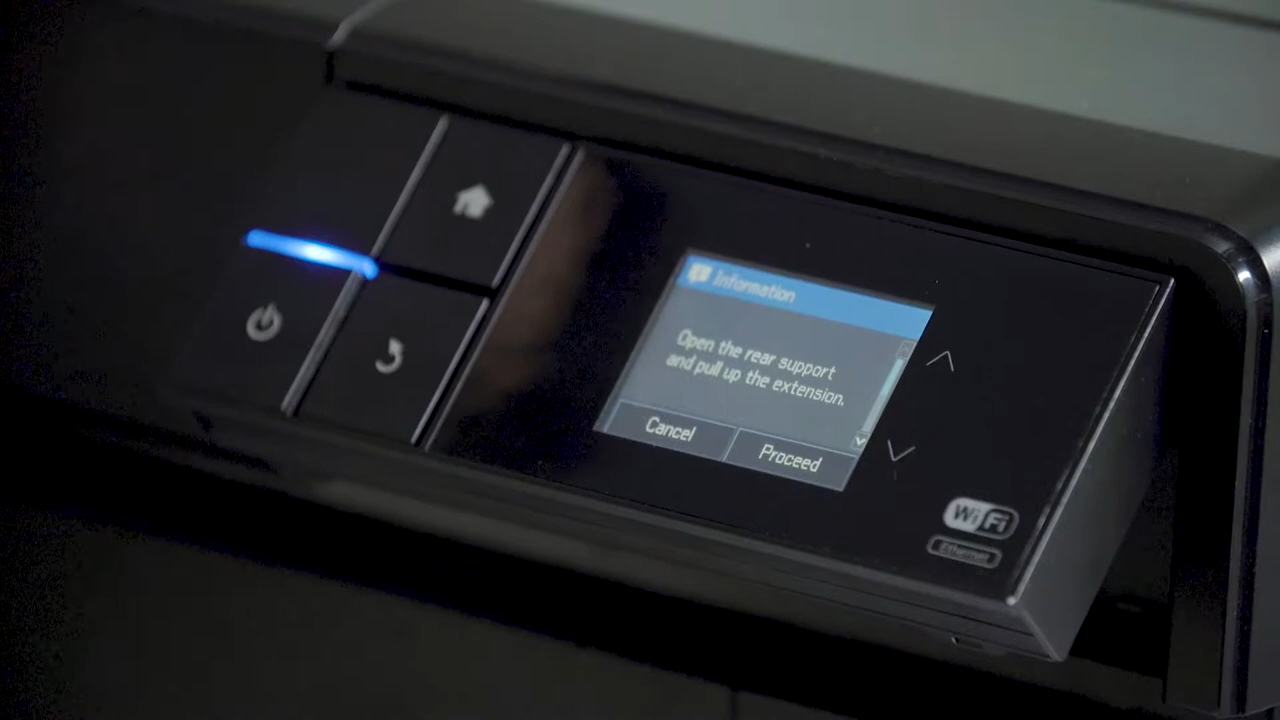 Information
Open the rear support
and pull up the extension.
Cancel
Proceed
WiFi
Ethernet